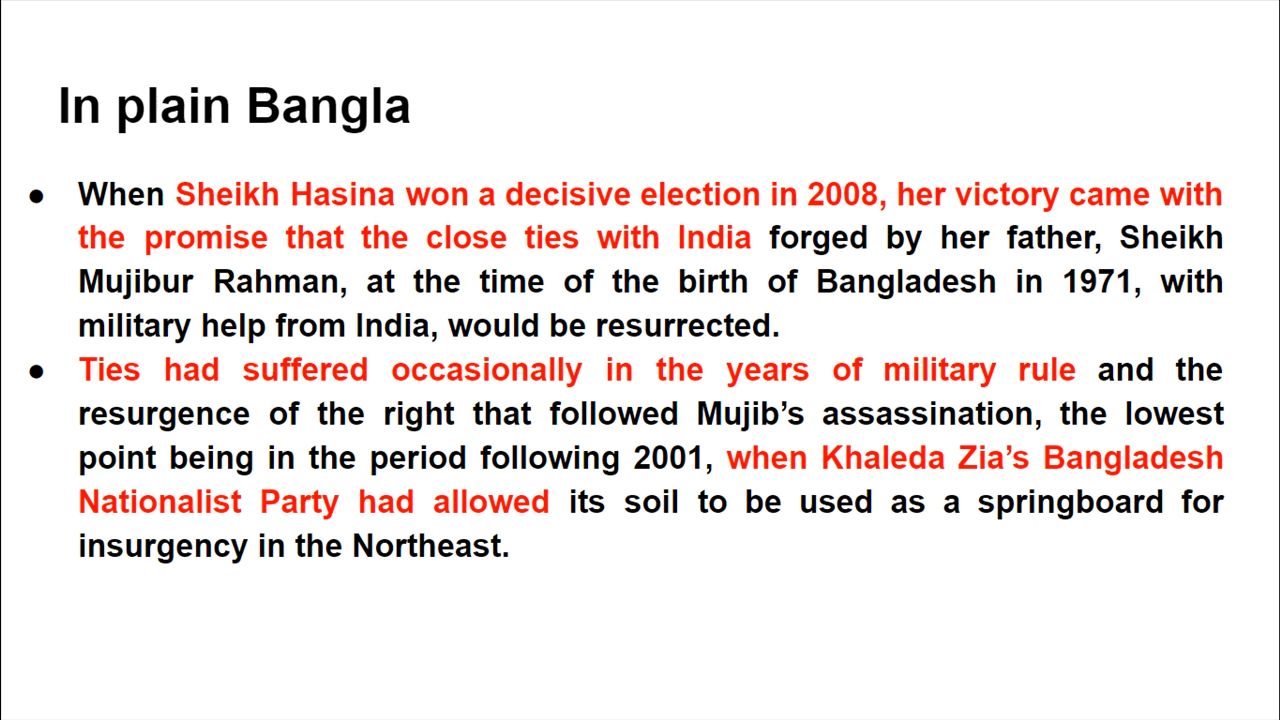 In plain Bangla
● When Sheikh Hasina won a decisive election in 2008, her victory came with
the promise that the close ties with India forged by her father, Sheikh
Mujibur Rahman, at the time of the birth of Bangladesh in 1971, with
military help from India, would be resurrected.
● Ties had suffered occasionally in the years of military rule and the
resurgence of the right that followed Mujib’s assassination, the lowest
point being in the period following 2001, when Khaleda Zia’s Bangladesh
Nationalist Party had allowed its soil to be used as a springboard for
insurgency in the Northeast.